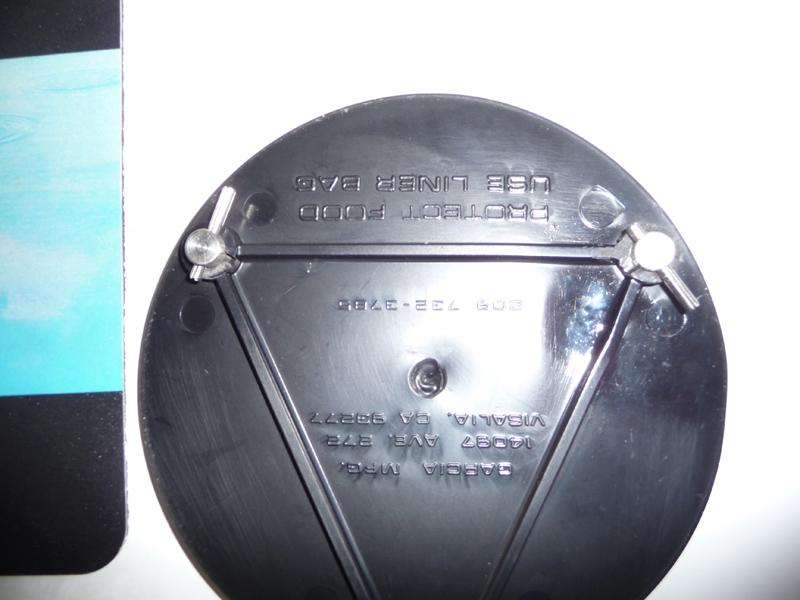 GARCIA MFG.
14097 AVE. 272
VISALIA, CA 93277
209 732-3785
PROTECT FOOD
USE LINER BAG